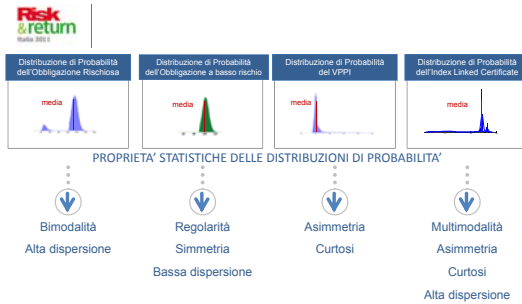 Risk
&return
Italia 2011
Distribuzione di Probabilità
dell'Obbligazione Rischiosa
Distribuzione di Probabilità
dell'Obbligazione a basso rischio
Distribuzione di Probabilità
del VPPI
Distribuzione di Probabilità
dell'Index Linked Certificate
media
media
media
media
PROPRIETA' STATISTICHE DELLE DISTRIBUZIONI DI PROBABILITA'
Bimodalità
Alta dispersione
Regolarità
Simmetria
Bassa dispersione
Asimmetria
Curtosi
Multimodalità
Asimmetria
Curtosi
Alta dispersione